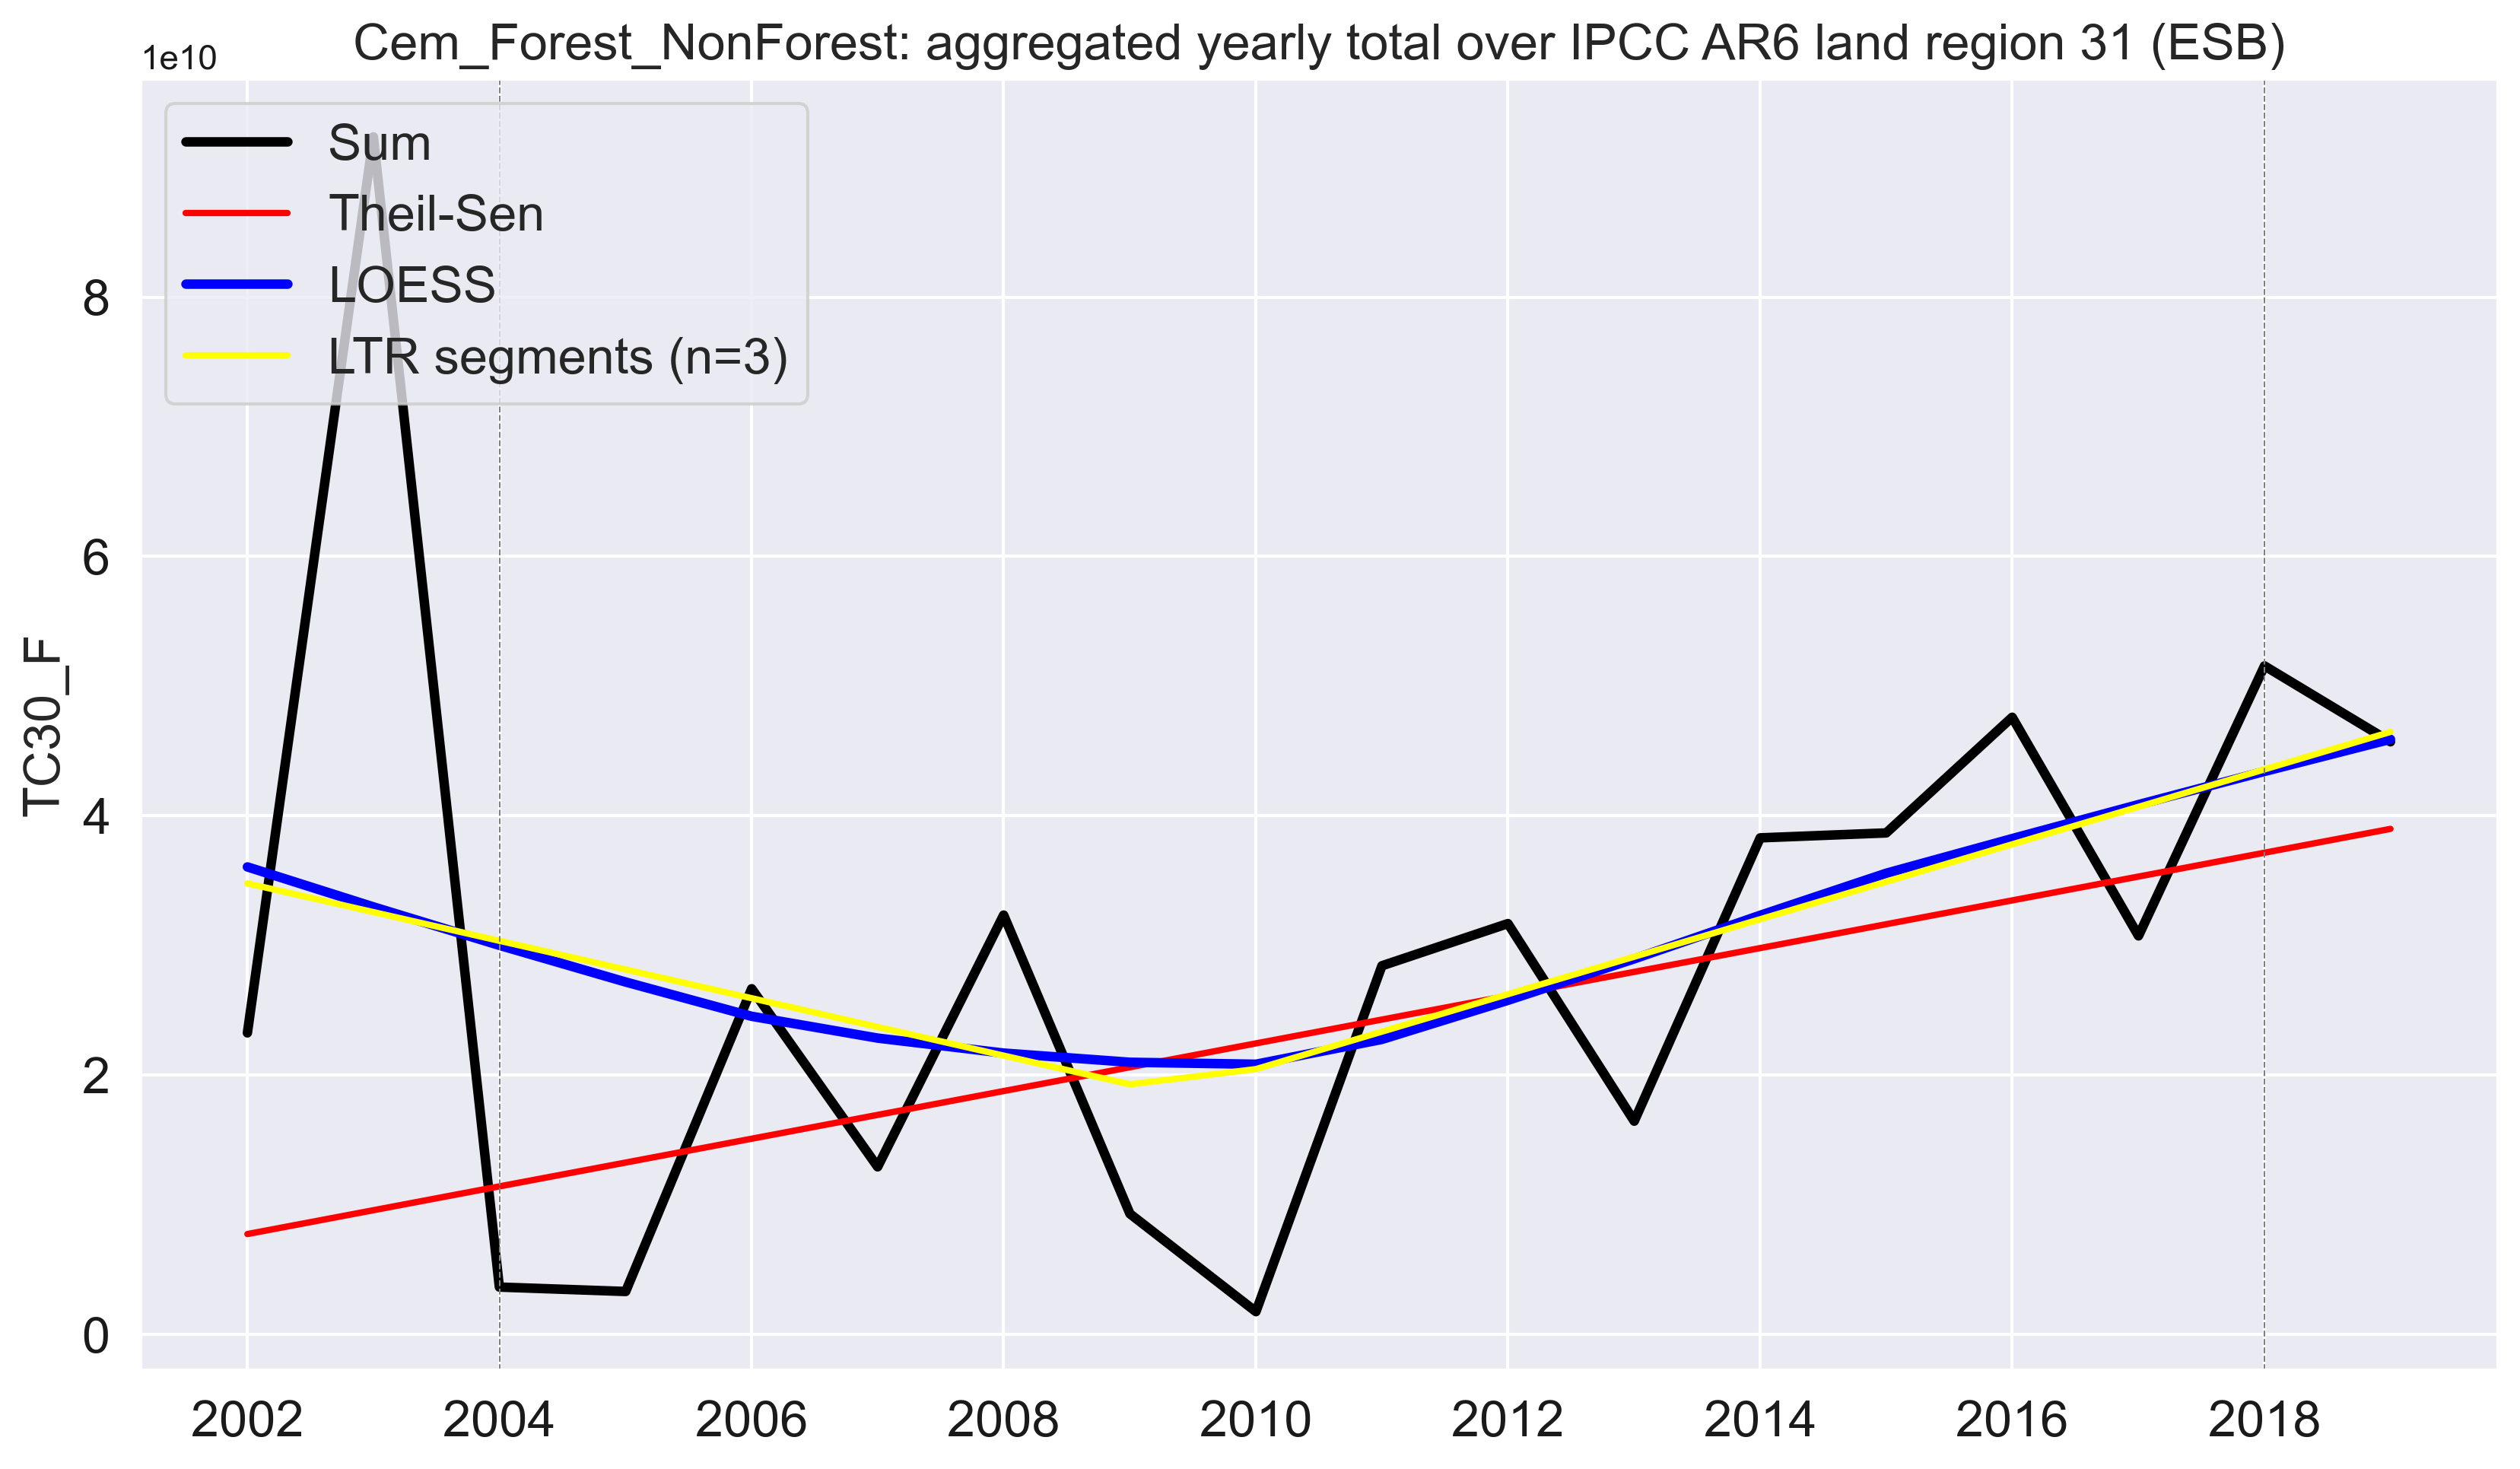 Cem_Forest_NonForest: aggregated yearly total over IPCC AR6 land region 31 (ESB)
1e10
Sum
Theil-Sen
LOESS
LTR segments (n=3)
8
6
4
2
0
TC30_F
2002 2004 2006 2008 2010 2012 2014 2016 2018